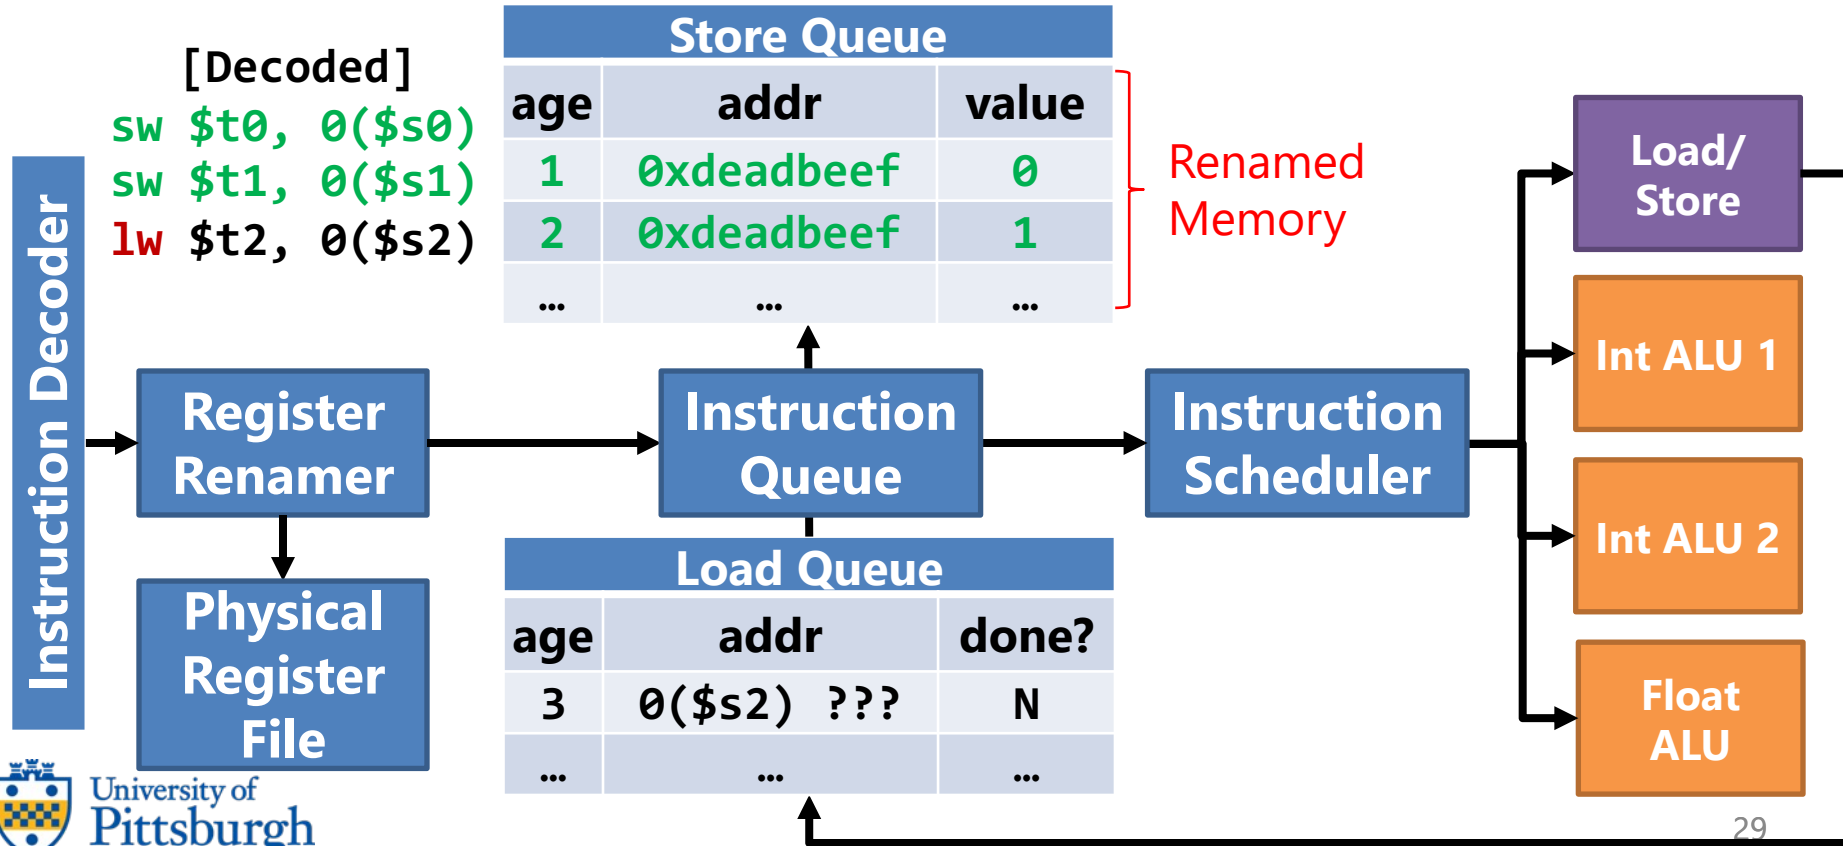 [Decoded]
sw $t0, 0($s0)
sw $t1, 0($s1)
lw $t2, 0($s2)
Store Queue
age addr value
1 0xdeadbeef 0
2 0xdeadbeef 1
… … …
Renamed
Memory
Instruction Decoder
Register
Renamer
Physical
Register
File
Instruction
Queue
Load Queue
age addr done?
3 0($s2) ??? N
… … …
Instruction
Scheduler
Load/
Store
Int ALU 1
Int ALU 2
Float
ALU
University of
Pittsburgh
29